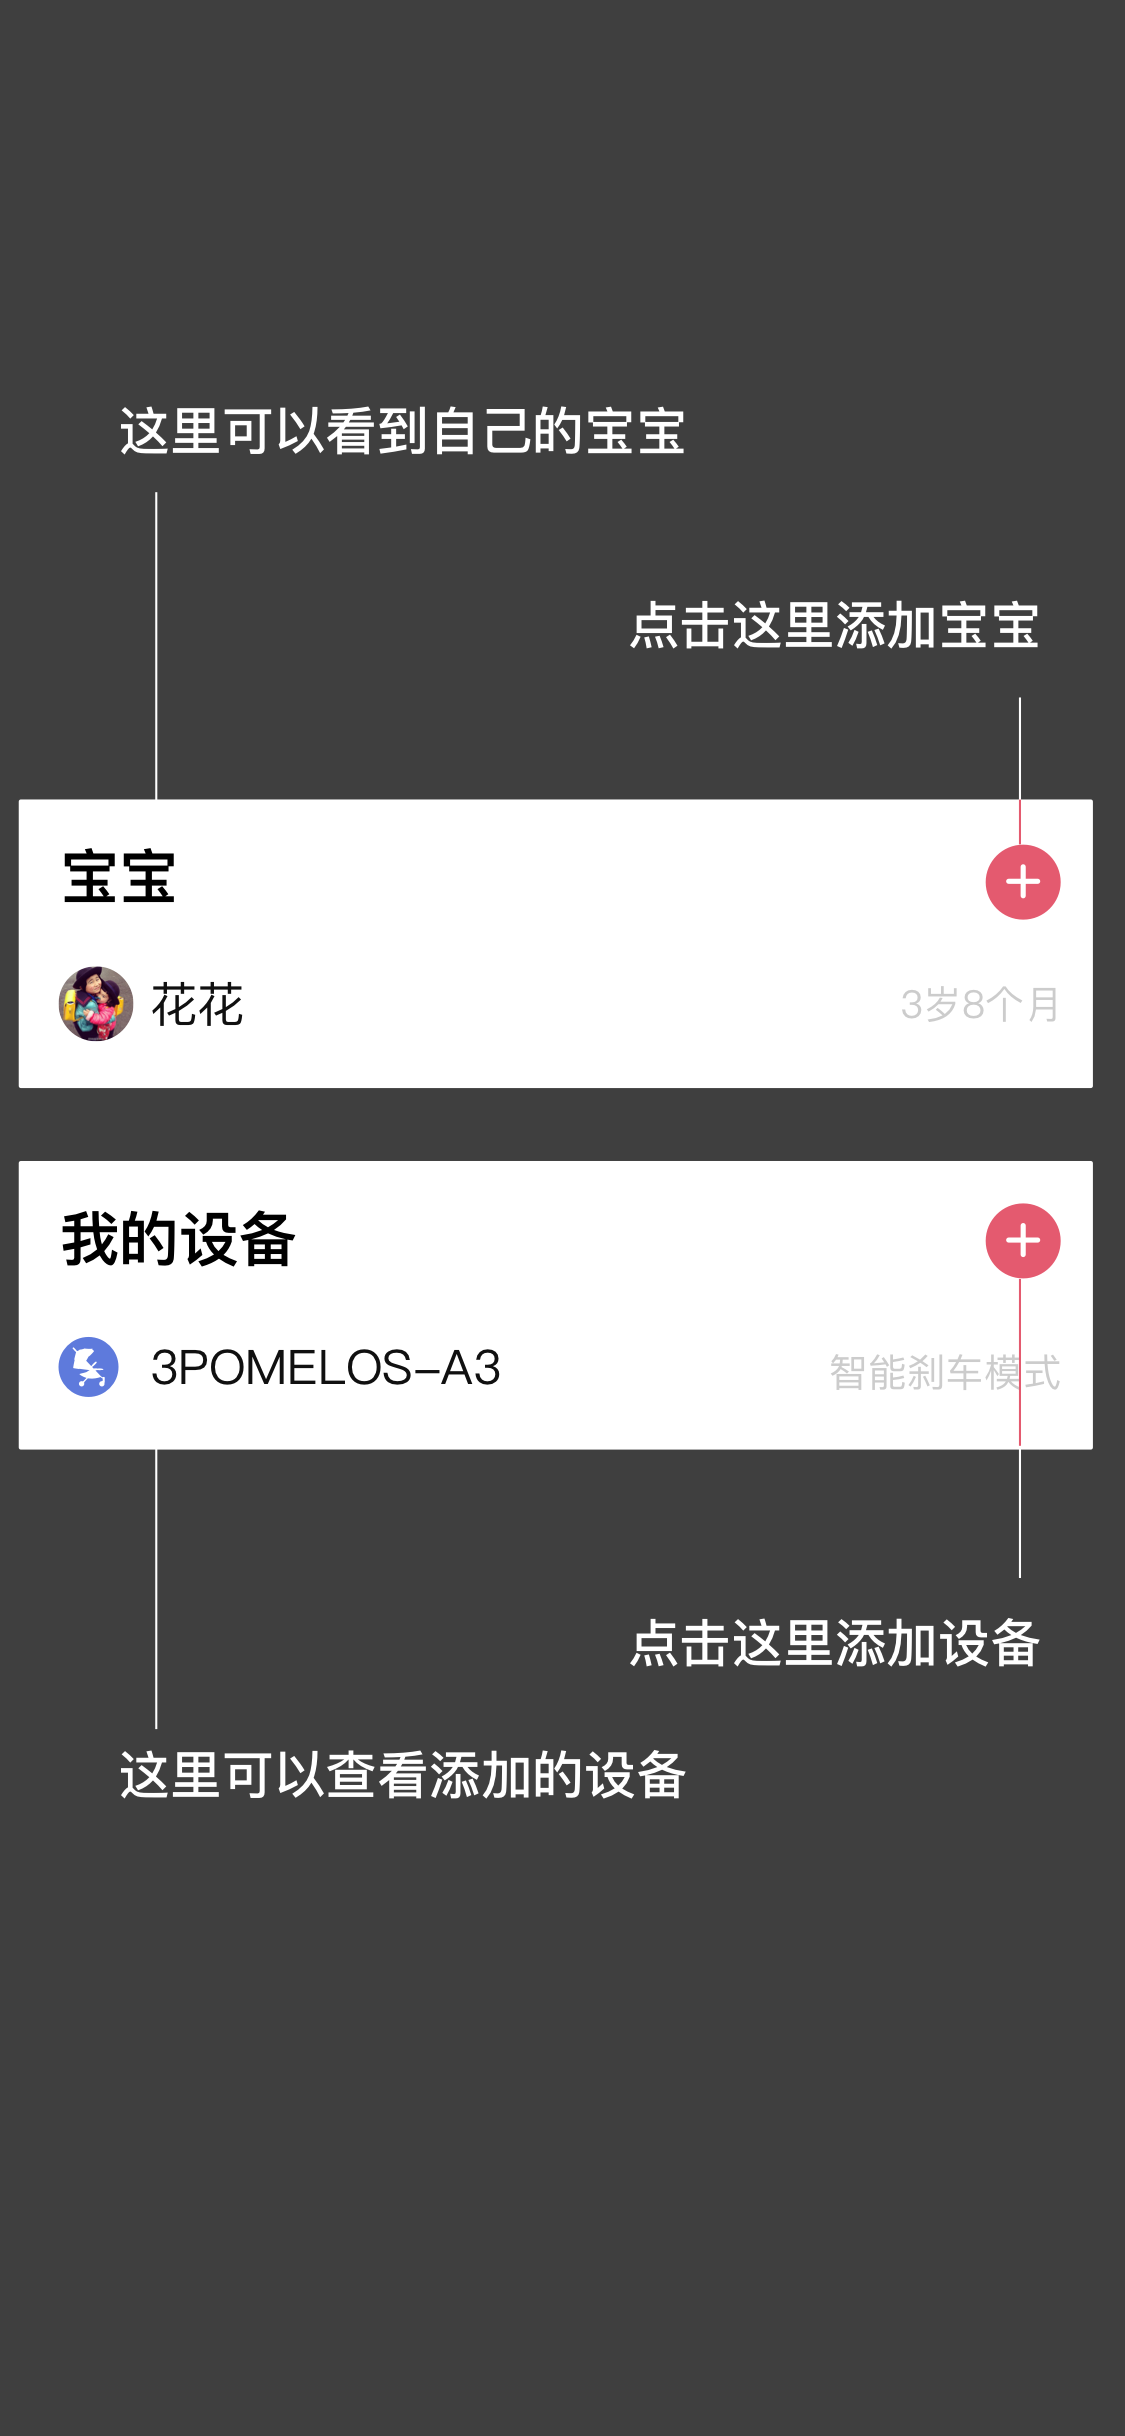 这里可以看到自己的宝宝
点击这里添加宝宝
宝宝
花花
3岁8个月
我的设备
3POMELOS-A3
智能刹车模式
点击这里添加设备
这里可以查看添加的设备